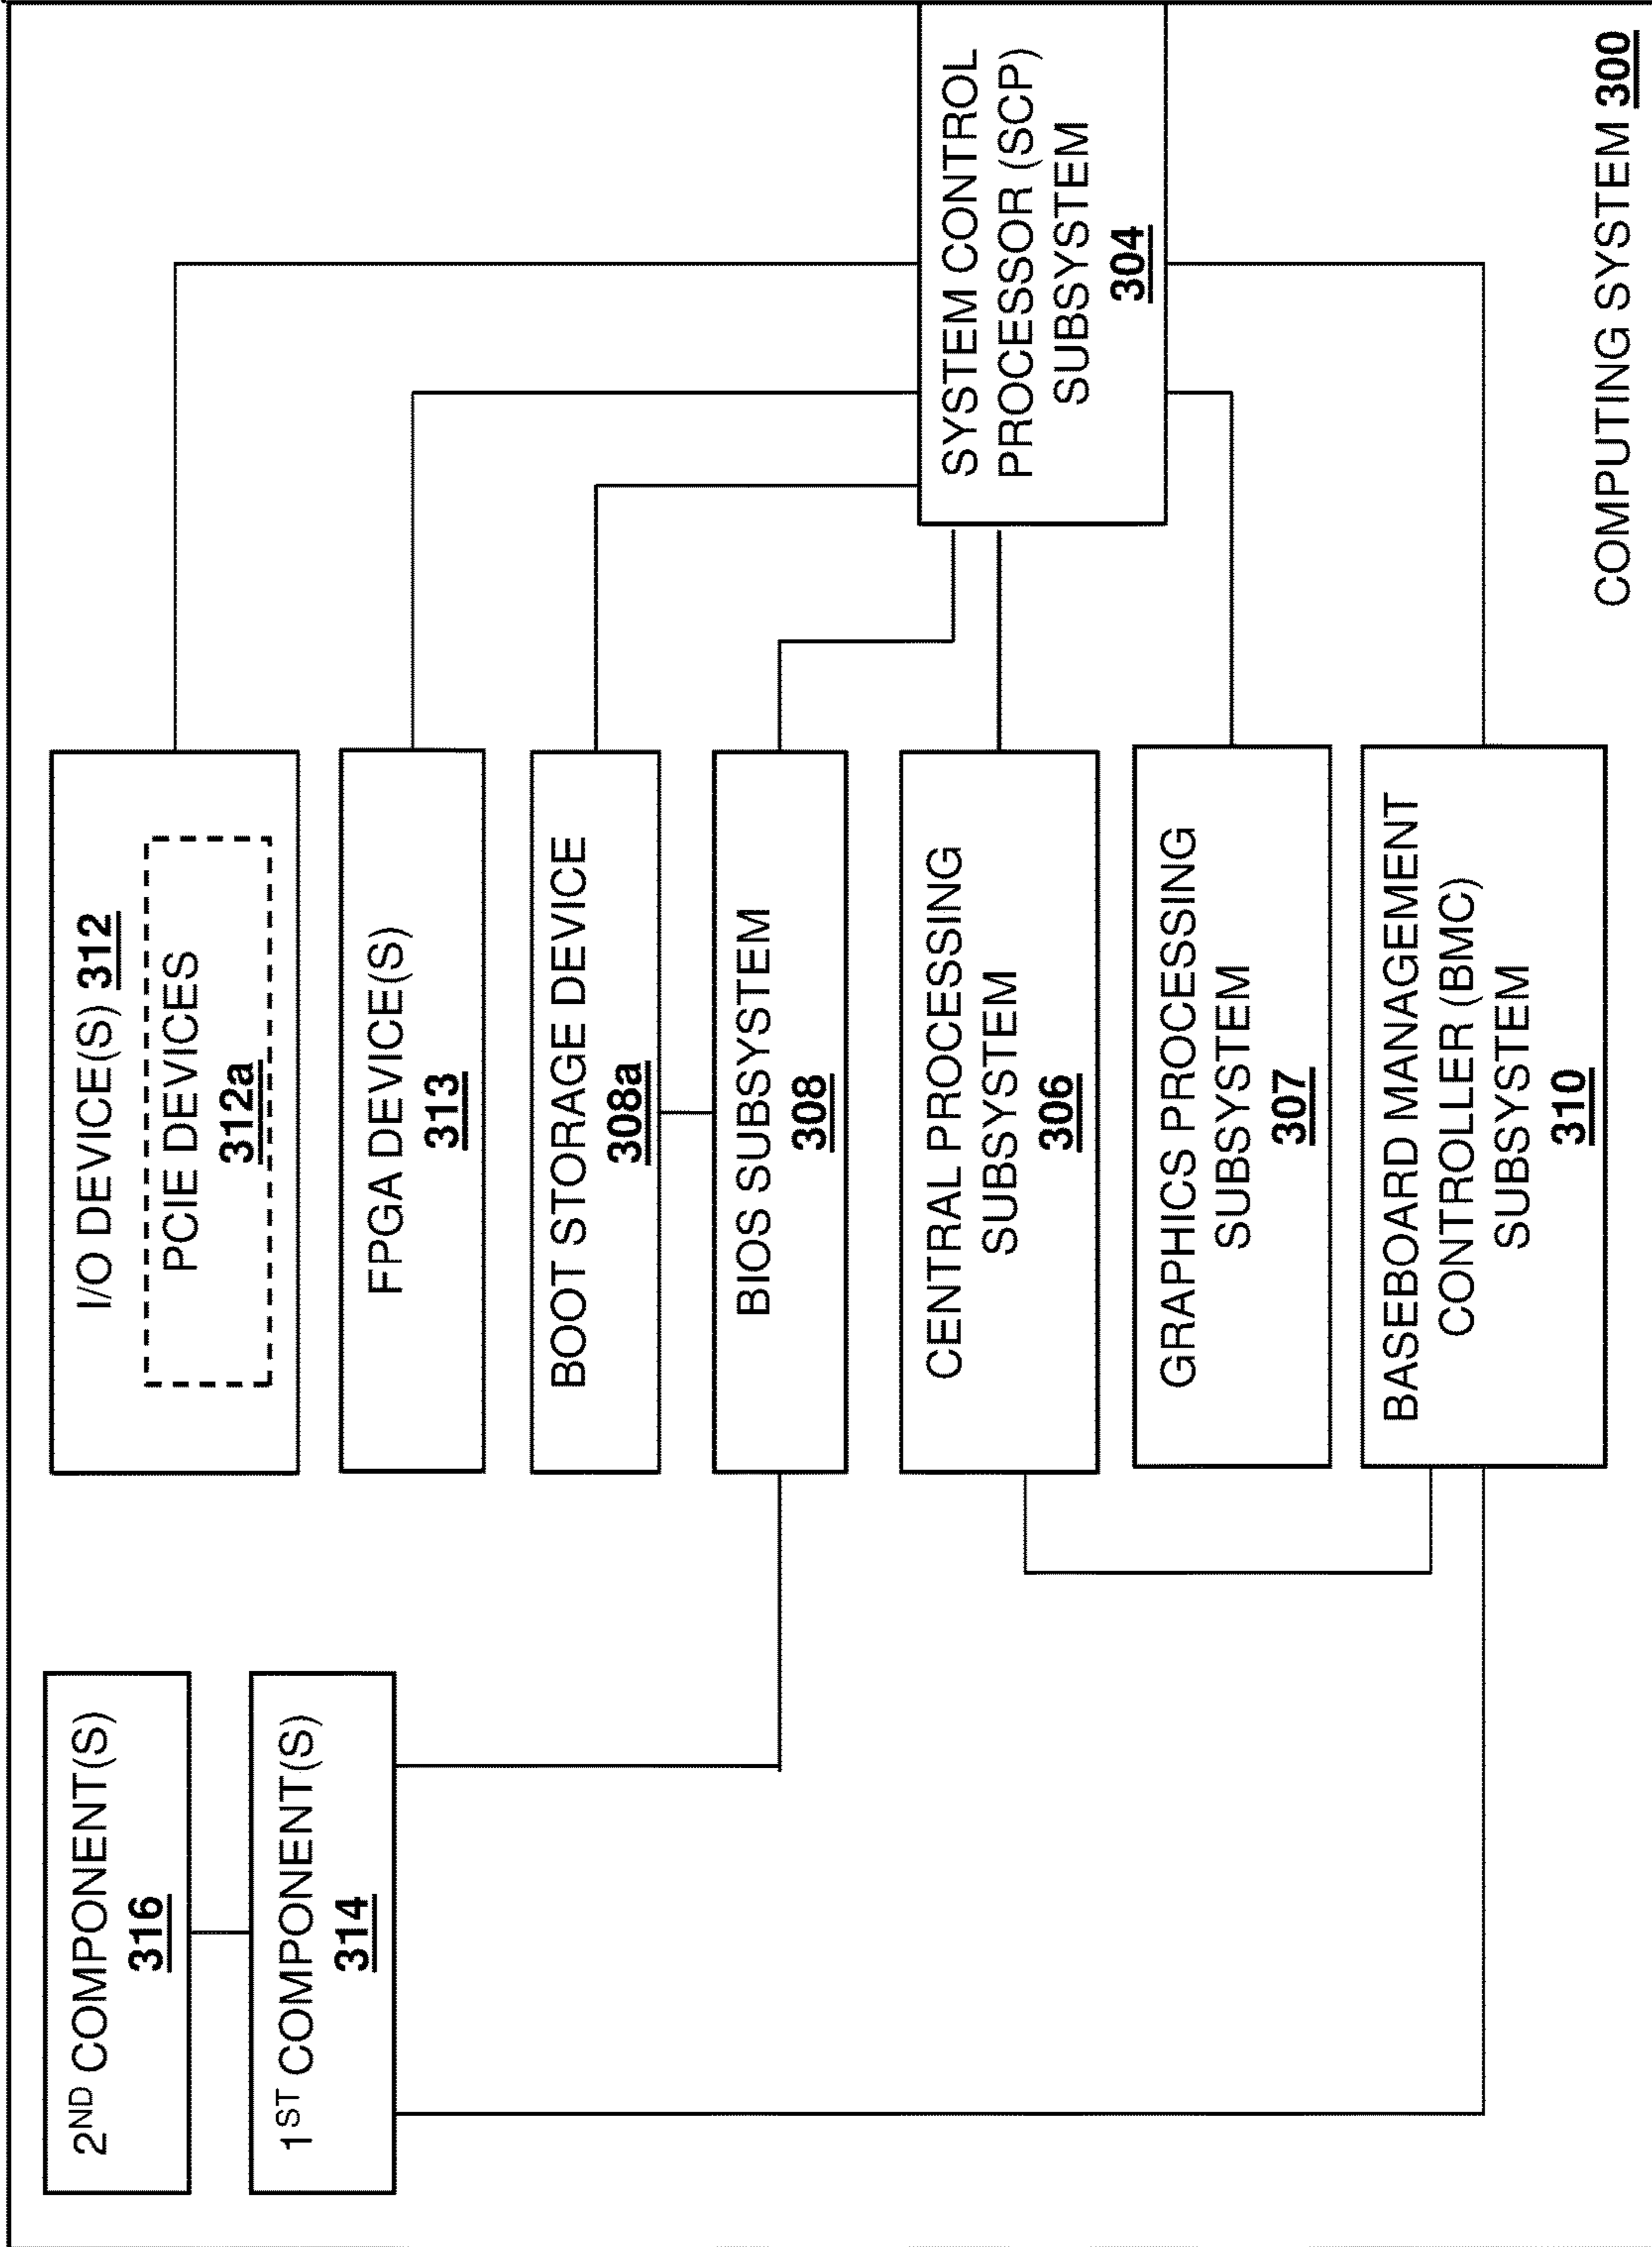 2ND COMPONENT(S)
316
1ST COMPONENT(S)
314
I/O DEVICE(S) 312
PCIE DEVICES
312a
FPGA DEVICE(S)
313
BOOT STORAGE DEVICE
308a
BIOS SUBSYSTEM
308
CENTRAL PROCESSING
SUBSYSTEM
306
GRAPHICS PROCESSING
SUBSYSTEM
307
BASEBOARD MANAGEMENT
CONTROLLER (BMC)
SUBSYSTEM
310
SYSTEM CONTROL
PROCESSOR (SCP)
SUBSYSTEM
304
COMPUTING SYSTEM 300